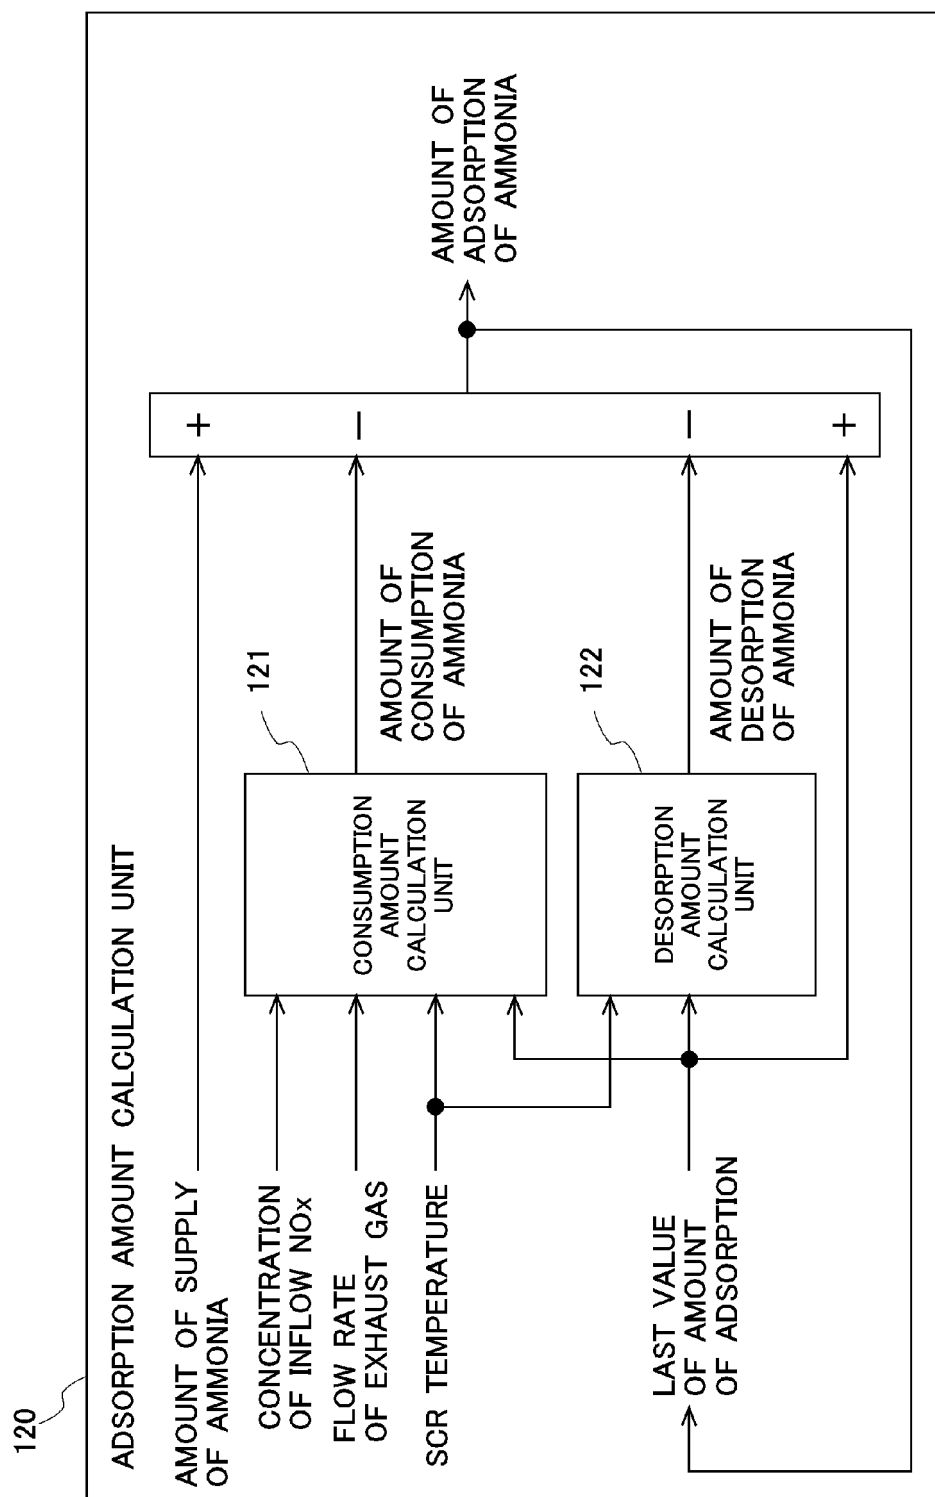 120
ADSORPTION AMOUNT CALCULATION UNIT
AMOUNT OF SUPPLY
OF AMMONIA
CONCENTRATION
OF INFLOW NOx
FLOW RATE
OF EXHAUST GAS
SCR TEMPERATURE
LAST VALUE
OF AMOUNT
OF ADSORPTION
121
CONSUMPTION
AMOUNT
CALCULATION
UNIT
122
DESORPTION
AMOUNT
CALCULATION
UNIT
AMOUNT OF
CONSUMPTION
OF AMMONIA
AMOUNT OF
DESORPTION
OF AMMONIA
+
−
−
+
AMOUNT OF
ADSORPTION
OF AMMONIA